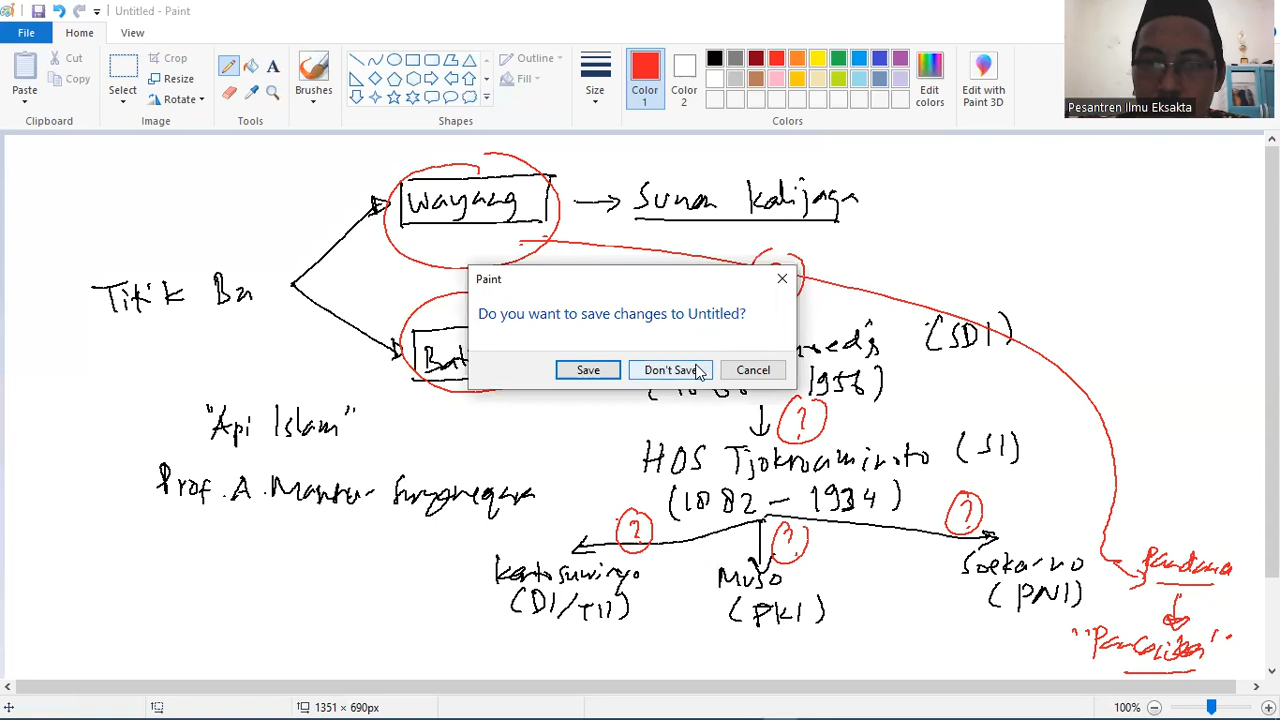 Untitled - Paint
File Home View
Paste Cut Copy
Clipboard
Select Crop Resize Rotate
Image
Tools
Brushes
Outline Fill
Shapes
Size
Color 1
Color 2
Edit colors
Edit with Paint 3D
Colors
Pesantren Ilmu Eksakta
Wayang Sunan Kalijaga
Titik Ba
Paint
Do you want to save changes to Untitled?
Save Don't Save Cancel
(SDI)
1956)
?
"Api Islam"
HOS Tjokroaminoto (SI)
Prof. A. Mansur Suryanegara
(1882 - 1934)
? ? ?
Kartosuwiryo
(DI/TII)
Muso
(PKI)
Soekarno
(PNI)
"Pancasila"
1351 × 690px
100%